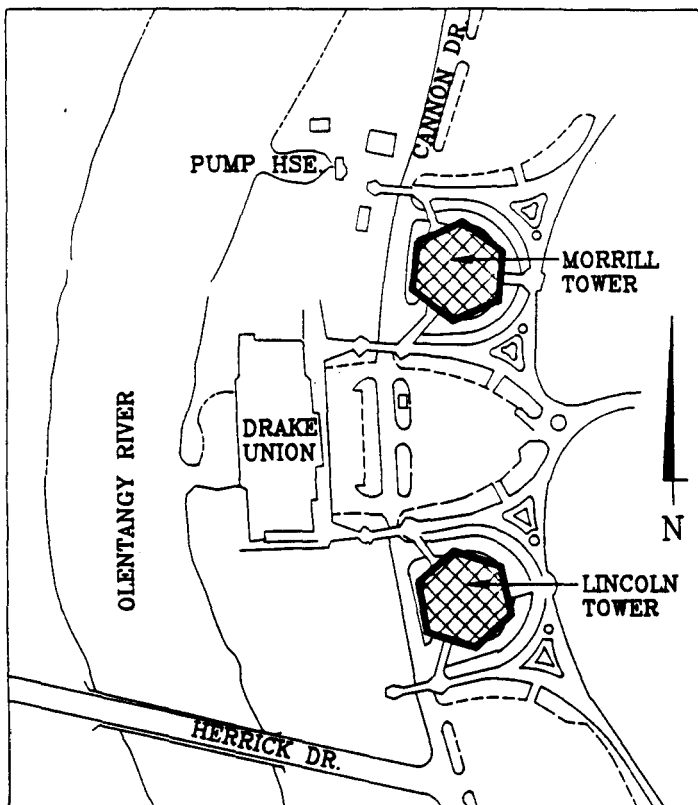 CANNON DR.
PUMP HSE.
MORRILL
TOWER
DRAKE
UNION
OLENTANGY RIVER
N
LINCOLN
TOWER
HERRICK DR.